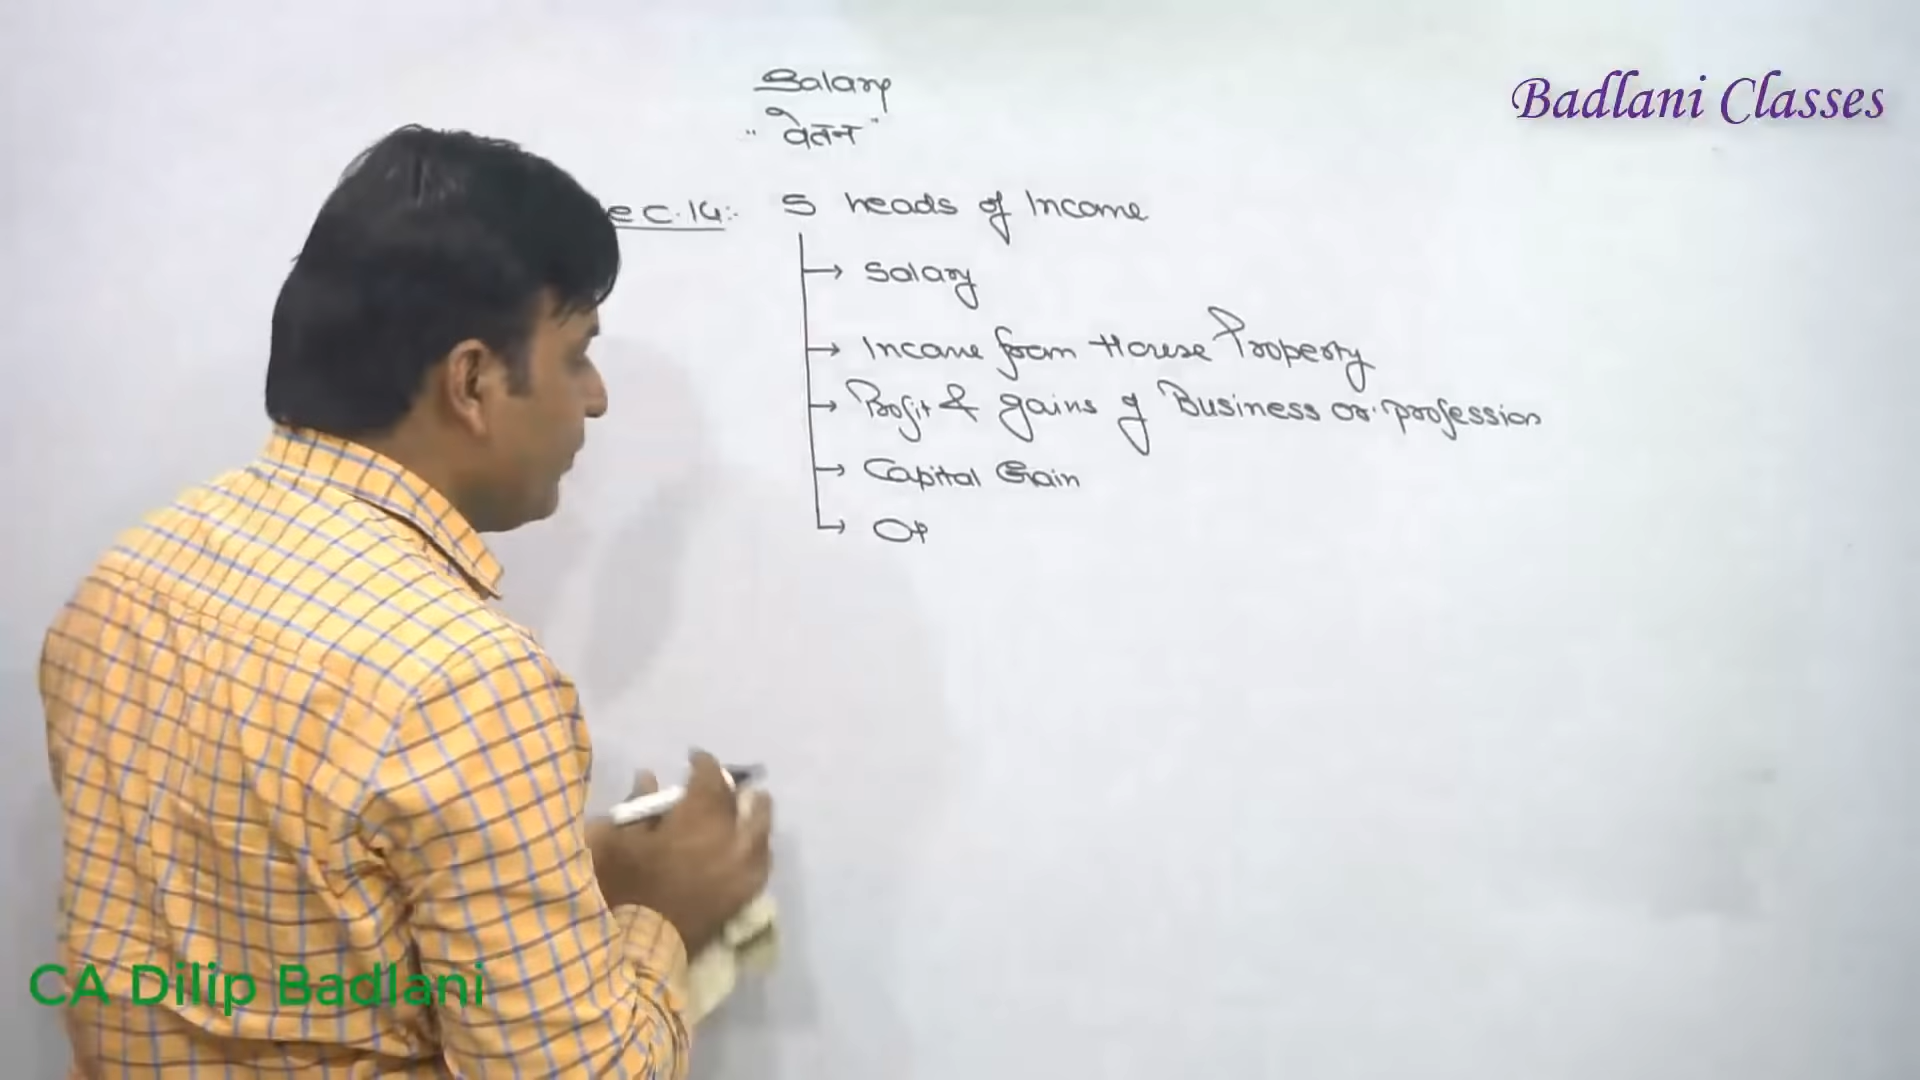 Salary
Badlani Classes
" वेतन "
ec.14:- 5 heads of Income
Salary
Income from House Property
Profit & gains of Business or profession
Capital Gain
Ot
CA Dilip Badlani